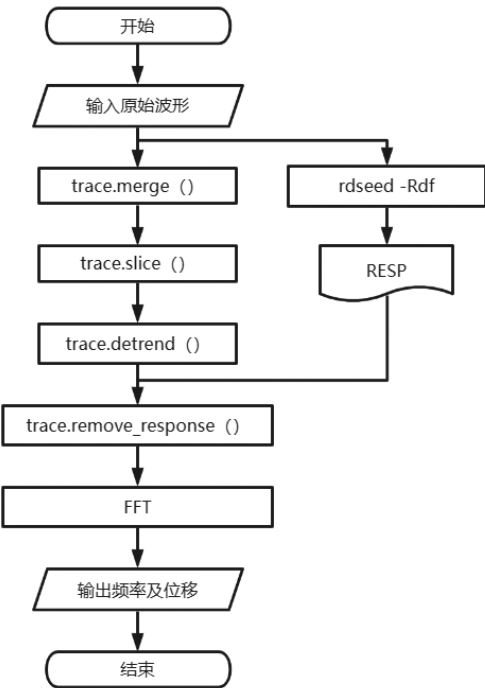 开始
输入原始波形
trace.merge（）
rdseed -Rdf
trace.slice（）
RESP
trace.detrend（）
trace.remove_response（）
FFT
输出频率及位移
结束